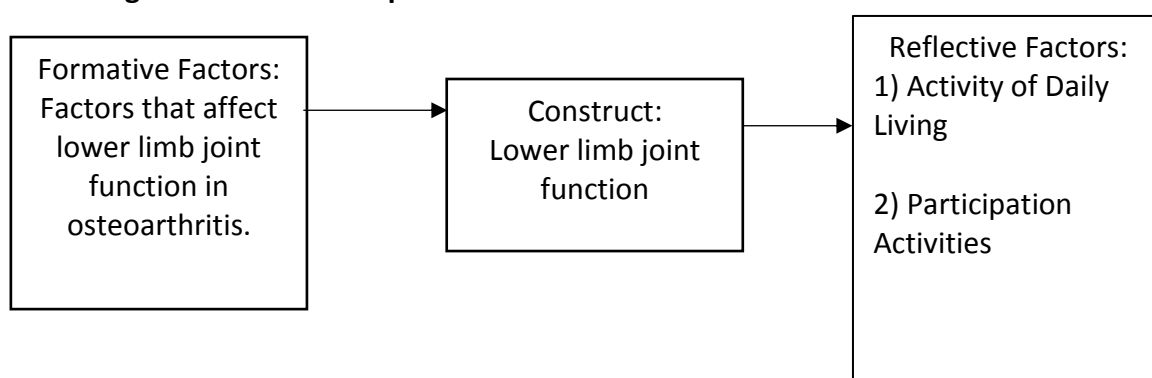 Formative Factors:
Factors that affect
lower limb joint
function in
osteoarthritis.
Construct:
Lower limb joint
function
Reflective Factors:
1) Activity of Daily
Living
2) Participation
Activities